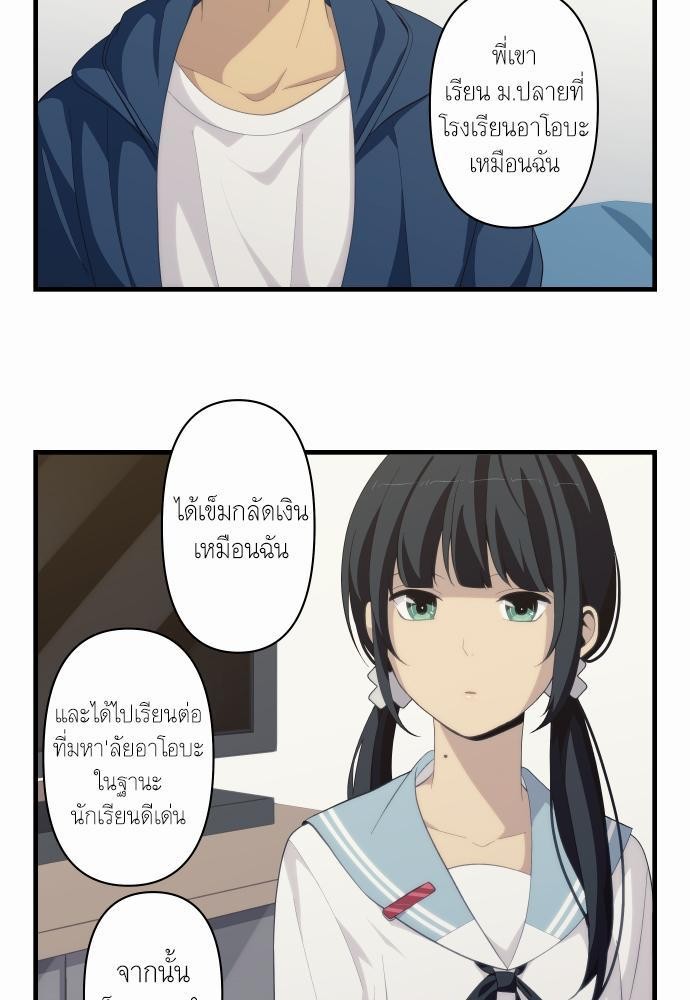 พี่เขา
เรียน ม.ปลายที่
โรงเรียนอาโอบะ
เหมือนฉัน
ได้เข็มกลัดเงิน
เหมือนฉัน
และได้ไปเรียนต่อ
ที่มหา'ลัยอาโอบะ
ในฐานะ
นักเรียนดีเด่น
จากนั้น